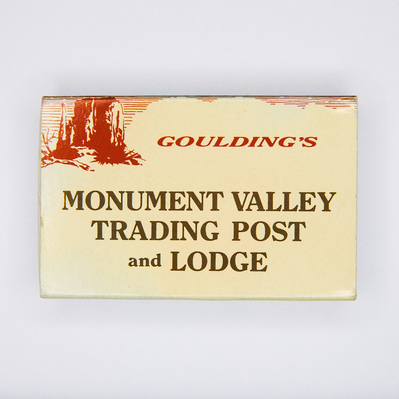 GOULDING'S
MONUMENT VALLEY
TRADING POST
and LODGE